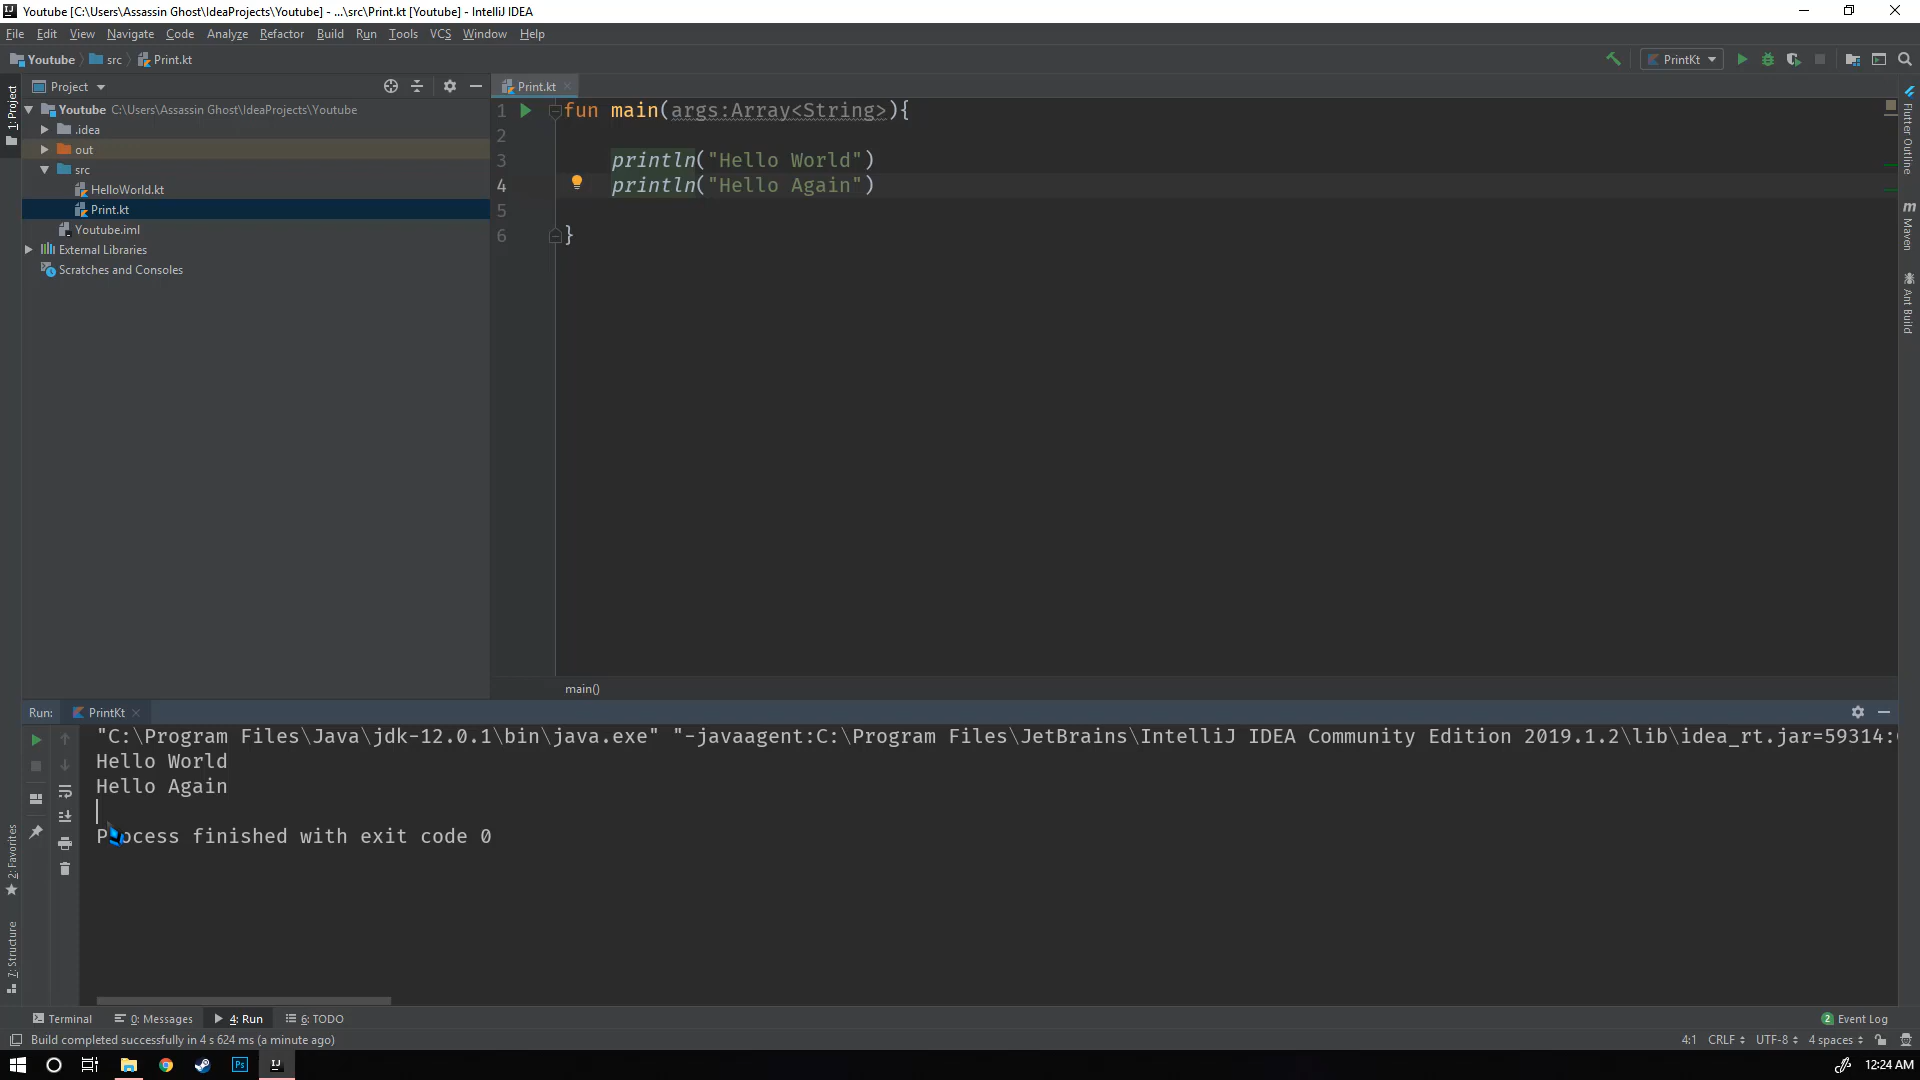 Youtube [C:\Users\Assassin Ghost\IdeaProjects\Youtube] - ...\src\Print.kt [Youtube] - IntelliJ IDEA
File Edit View Navigate Code Analyze Refactor Build Run Tools VCS Window Help
Youtube src Print.kt PrintKt
Project Print.kt
1: Project
Youtube C:\Users\Assassin Ghost\IdeaProjects\Youtube
.idea
out
src
HelloWorld.kt
Print.kt
Youtube.iml
External Libraries
Scratches and Consoles
1 fun main(args:Array<String>){
2
3 println("Hello World")
4 println("Hello Again")
5
6 }
main()
Flutter Outline
Maven
Ant Build
Run: PrintKt
"C:\Program Files\Java\jdk-12.0.1\bin\java.exe" "-javaagent:C:\Program Files\JetBrains\IntelliJ IDEA Community Edition 2019.1.2\lib\idea_rt.jar=59314:
Hello World
Hello Again
Process finished with exit code 0
2: Favorites
7: Structure
Terminal 0: Messages 4: Run 6: TODO 2 Event Log
Build completed successfully in 4 s 624 ms (a minute ago) 4:1 CRLF UTF-8 4 spaces
Ps IJ 12:24 AM